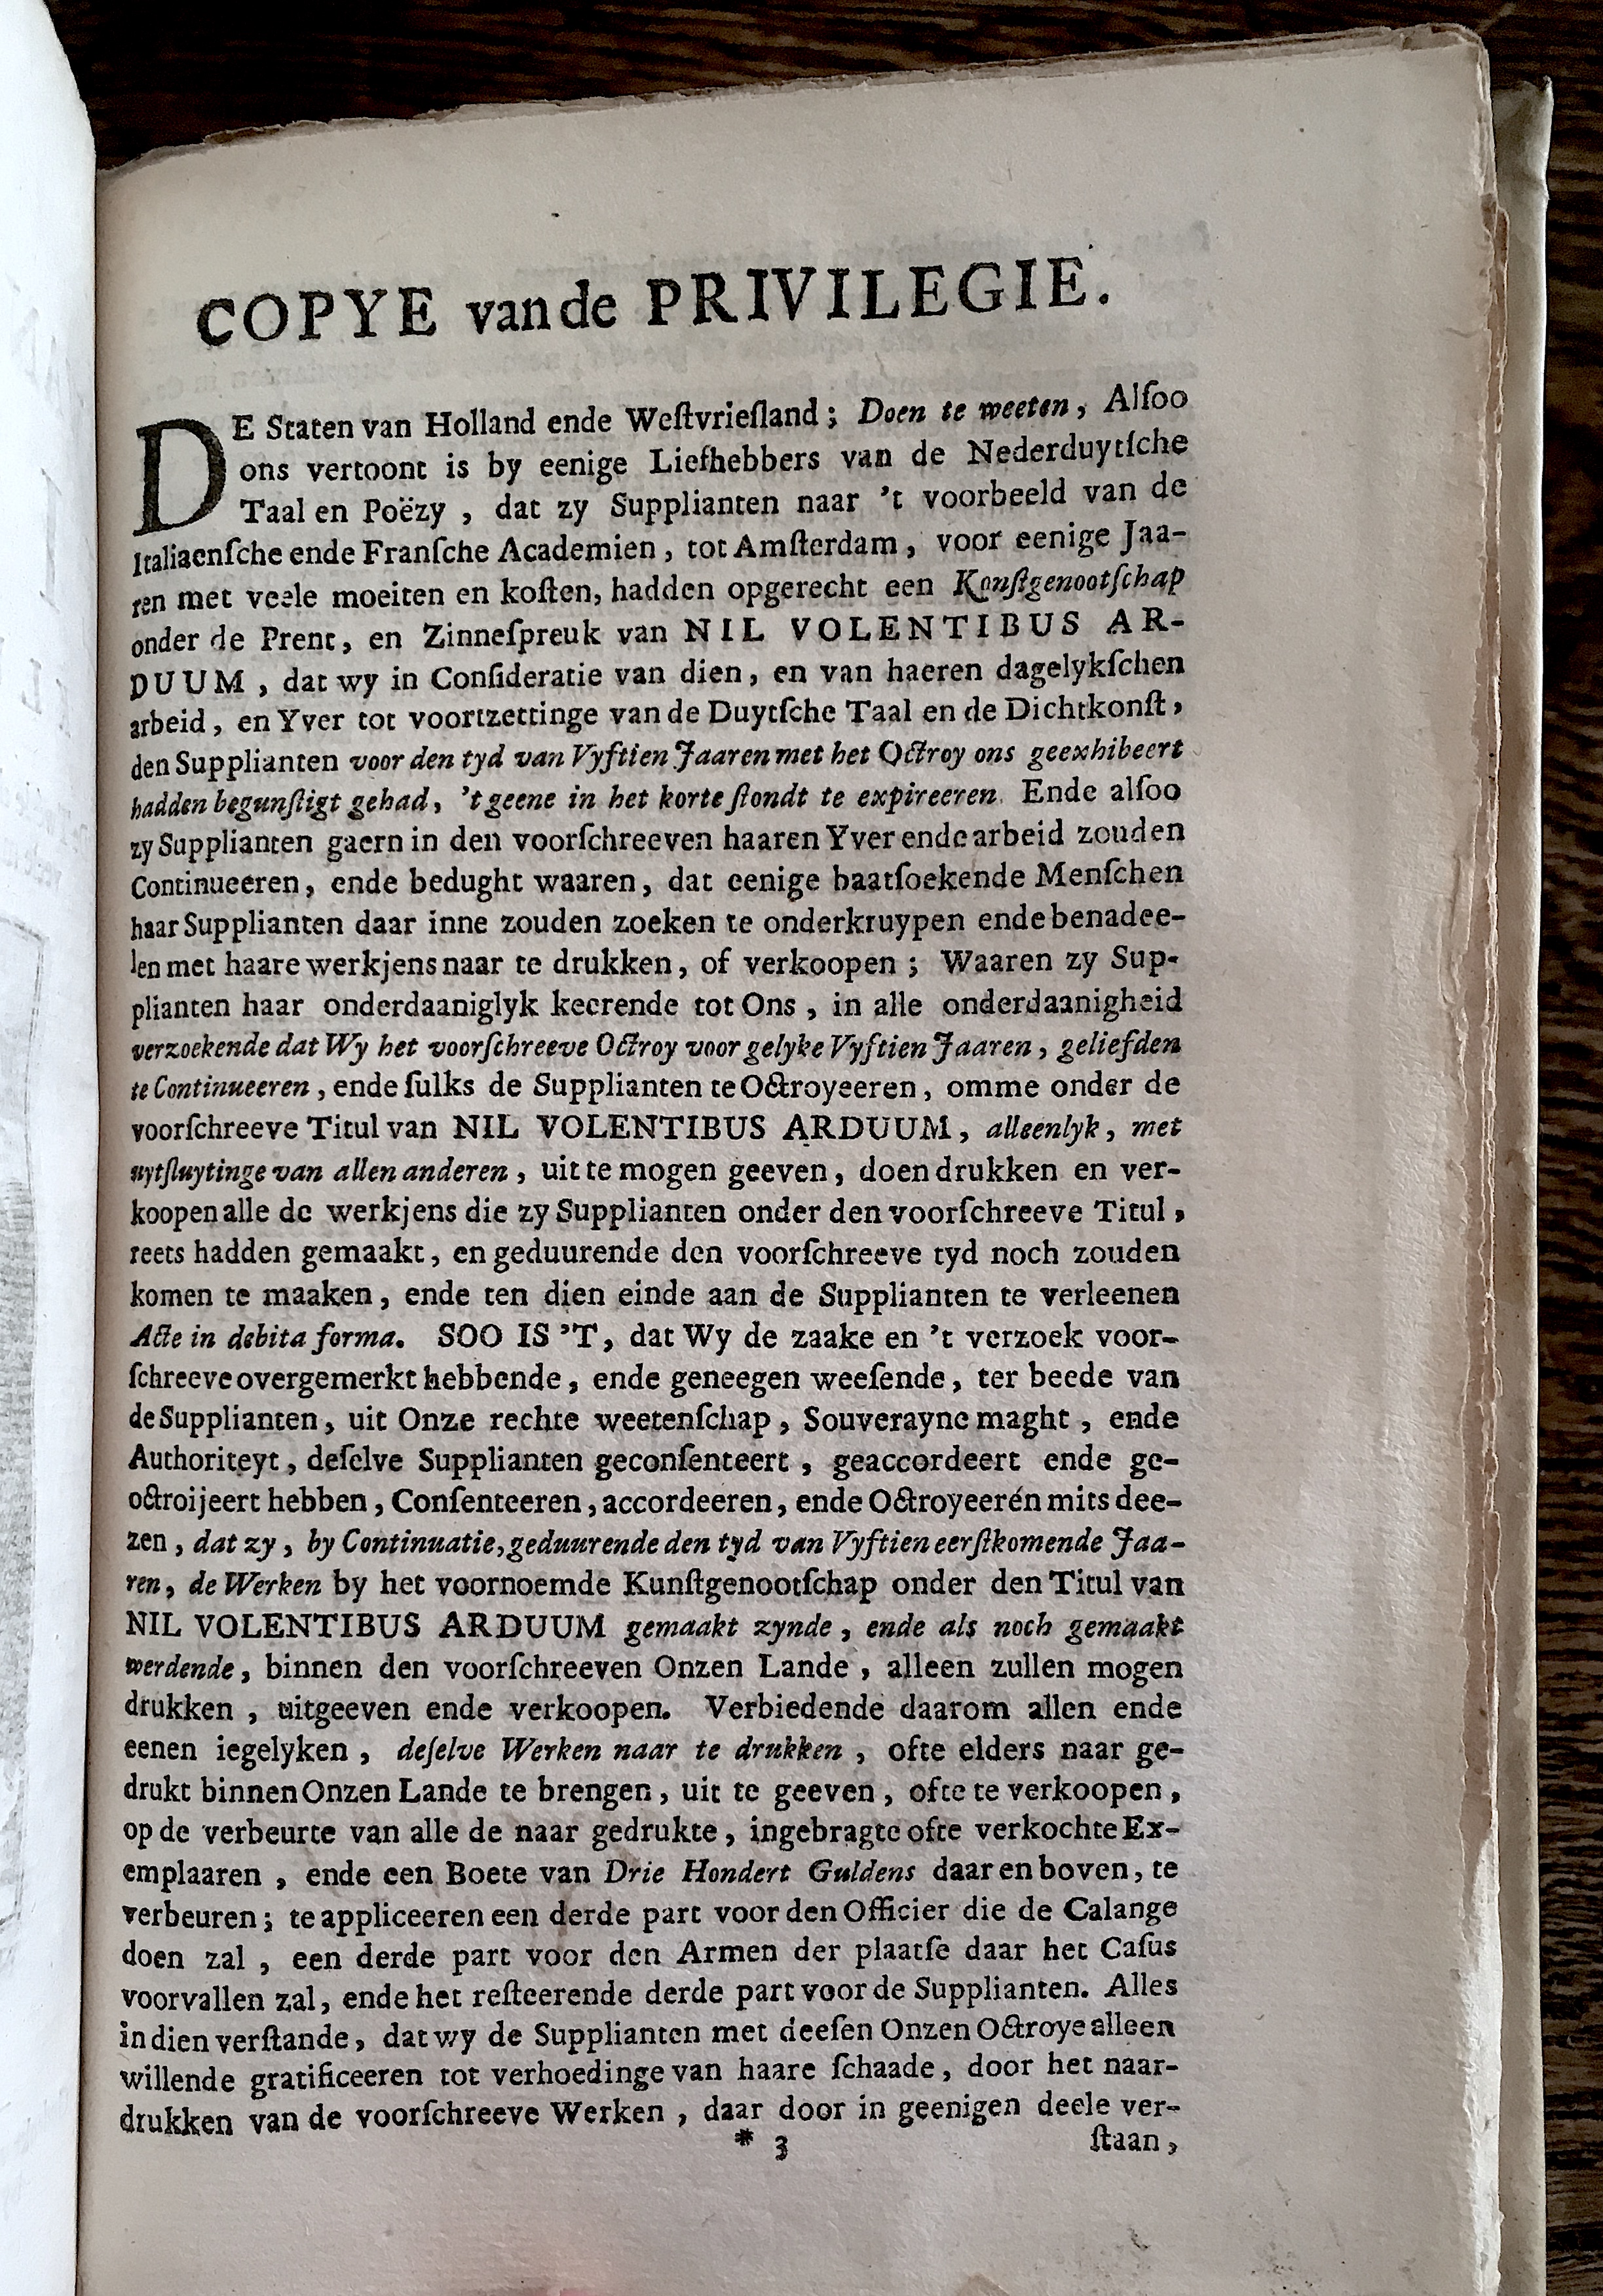 COPYE van de PRIVILEGIE.
DE Staten van Holland ende Weſtvrieſland; Doen te weeten, Alſoo
ons vertoont is by eenige Liefhebbers van de Nederduytſche
Taal en Poëzy, dat zy Supplianten naar 't voorbeeld van de
Italiaenſche ende Franſche Academien, tot Amſterdam, voor eenige Jaa-
ren met veele moeiten en koſten, hadden opgerecht een Konſtgenootſchap
onder de Prent, en Zinneſpreuk van NIL VOLENTIBUS AR-
DUUM, dat wy in Conſideratie van dien, en van haeren dagelykſchen
arbeid, en Yver tot voortzettinge van de Duytſche Taal en de Dichtkonſt,
den Supplianten voor den tyd van Vyftien Jaaren met het Octroy ons geexhibeert
hadden begunſtigt gehad, 't geene in het korte ſtondt te expireeren. Ende alſoo
zy Supplianten gaern in den voorſchreeven haaren Yver ende arbeid zouden
Continueeren, ende bedught waaren, dat eenige baatſoekende Menſchen
haar Supplianten daar inne zouden zoeken te onderkruypen ende benadee-
len met haare werkjens naar te drukken, of verkoopen; Waaren zy Sup-
plianten haar onderdaaniglyk keerende tot Ons, in alle onderdaanigheid
verzoekende dat Wy het voorſchreeve Octroy voor gelyke Vyftien Jaaren, geliefden
te Continueeren, ende ſulks de Supplianten te Octroyeeren, omme onder de
voorſchreeve Titul van NIL VOLENTIBUS ARDUUM, alleenlyk, met
uytſluytinge van allen anderen, uit te mogen geeven, doen drukken en ver-
koopen alle de werkjens die zy Supplianten onder den voorſchreeve Titul,
reets hadden gemaakt, en geduurende den voorſchreeve tyd noch zouden
komen te maaken, ende ten dien einde aan de Supplianten te verleenen
Acte in debita forma. SOO IS 'T, dat Wy de zaake en 't verzoek voor-
ſchreeve overgemerkt hebbende, ende geneegen weeſende, ter beede van
de Supplianten, uit Onze rechte weetenſchap, Souverayne maght, ende
Authoriteyt, deſelve Supplianten geconſenteert, geaccordeert ende ge-
octroijeert hebben, Conſenteeren, accordeeren, ende Octroyeerén mits dee-
zen, dat zy, by Continuatie, geduurende den tyd van Vyftien eerſtkomende Jaa-
ren, de Werken by het voornoemde Kunſtgenootſchap onder den Titul van
NIL VOLENTIBUS ARDUUM gemaakt zynde, ende als noch gemaakt
werdende, binnen den voorſchreeven Onzen Lande, alleen zullen mogen
drukken, uitgeeven ende verkoopen. Verbiedende daarom allen ende
eenen iegelyken, deſelve Werken naar te drukken, ofte elders naar ge-
drukt binnen Onzen Lande te brengen, uit te geeven, ofte te verkoopen,
op de verbeurte van alle de naar gedrukte, ingebragte ofte verkochte Ex-
emplaaren, ende een Boete van Drie Hondert Guldens daar en boven, te
verbeuren; te appliceeren een derde part voor den Officier die de Calange
doen zal, een derde part voor den Armen der plaatſe daar het Caſus
voorvallen zal, ende het reſteerende derde part voor de Supplianten. Alles
in dien verſtande, dat wy de Supplianten met deeſen Onzen Octroye alleen
willende gratificeeren tot verhoedinge van haare ſchaade, door het naar-
drukken van de voorſchreeve Werken, daar door in geenigen deele ver-
* 3 ſtaan,